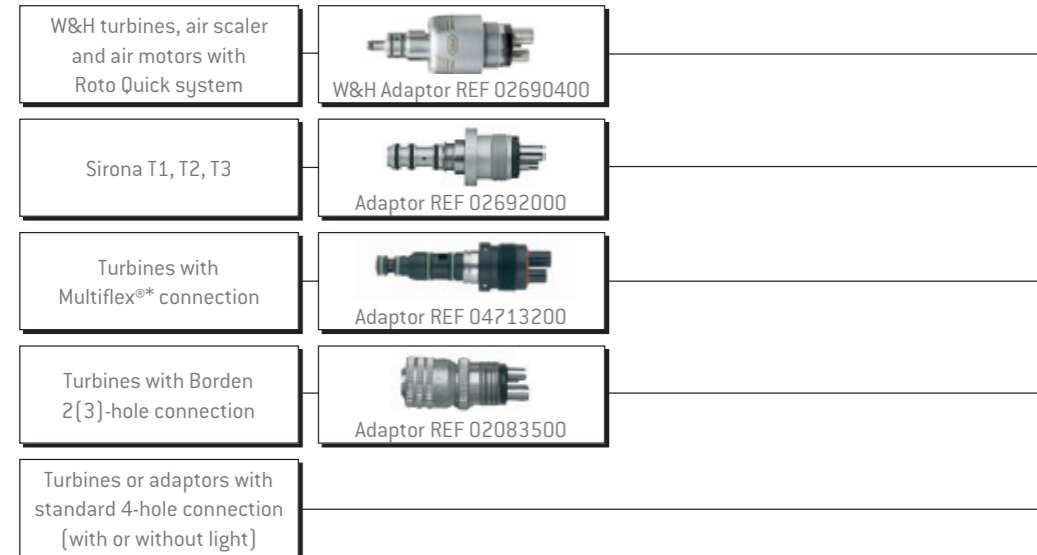 W&H turbines, air scaler
and air motors with
Roto Quick system
W&H Adaptor REF 02690400
Sirona T1, T2, T3
Adaptor REF 02692000
Turbines with
Multiflex®* connection
Adaptor REF 04713200
Turbines with Borden
2(3)-hole connection
Adaptor REF 02083500
Turbines or adaptors with
standard 4-hole connection
(with or without light)